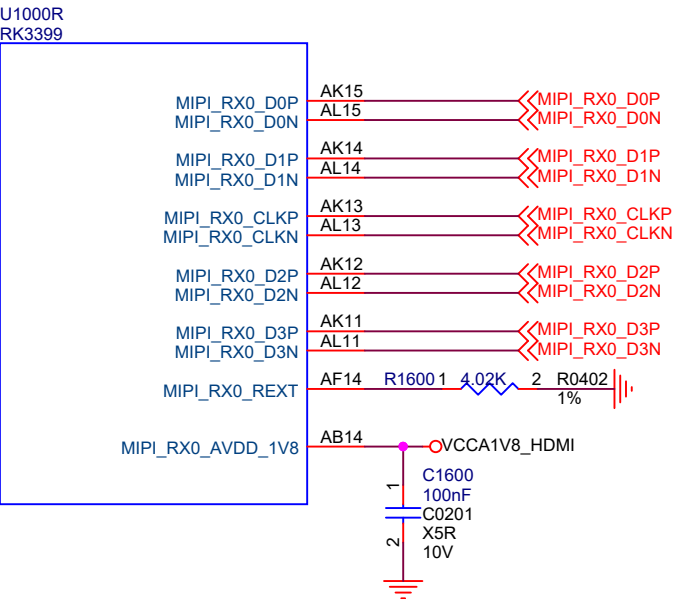 U1000R
RK3399
MIPI_RX0_D0P AK15 MIPI_RX0_D0P
MIPI_RX0_D0N AL15 MIPI_RX0_D0N
MIPI_RX0_D1P AK14 MIPI_RX0_D1P
MIPI_RX0_D1N AL14 MIPI_RX0_D1N
MIPI_RX0_CLKP AK13 MIPI_RX0_CLKP
MIPI_RX0_CLKN AL13 MIPI_RX0_CLKN
MIPI_RX0_D2P AK12 MIPI_RX0_D2P
MIPI_RX0_D2N AL12 MIPI_RX0_D2N
MIPI_RX0_D3P AK11 MIPI_RX0_D3P
MIPI_RX0_D3N AL11 MIPI_RX0_D3N
MIPI_RX0_REXT AF14 R1600 1 4.02K 2 R0402
1%
MIPI_RX0_AVDD_1V8 AB14 VCCA1V8_HDMI
C1600
1 100nF
C0201
X5R
2 10V